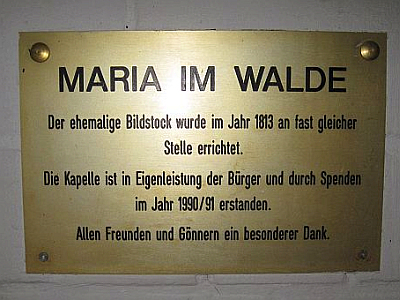 MARIA IM WALDE
Der ehemalige Bildstock wurde im Jahr 1813 an fast gleicher
Stelle errichtet.
Die Kapelle ist in Eigenleistung der Bürger und durch Spenden
im Jahr 1990/91 erstanden.
Allen Freunden und Gönnern ein besonderer Dank.